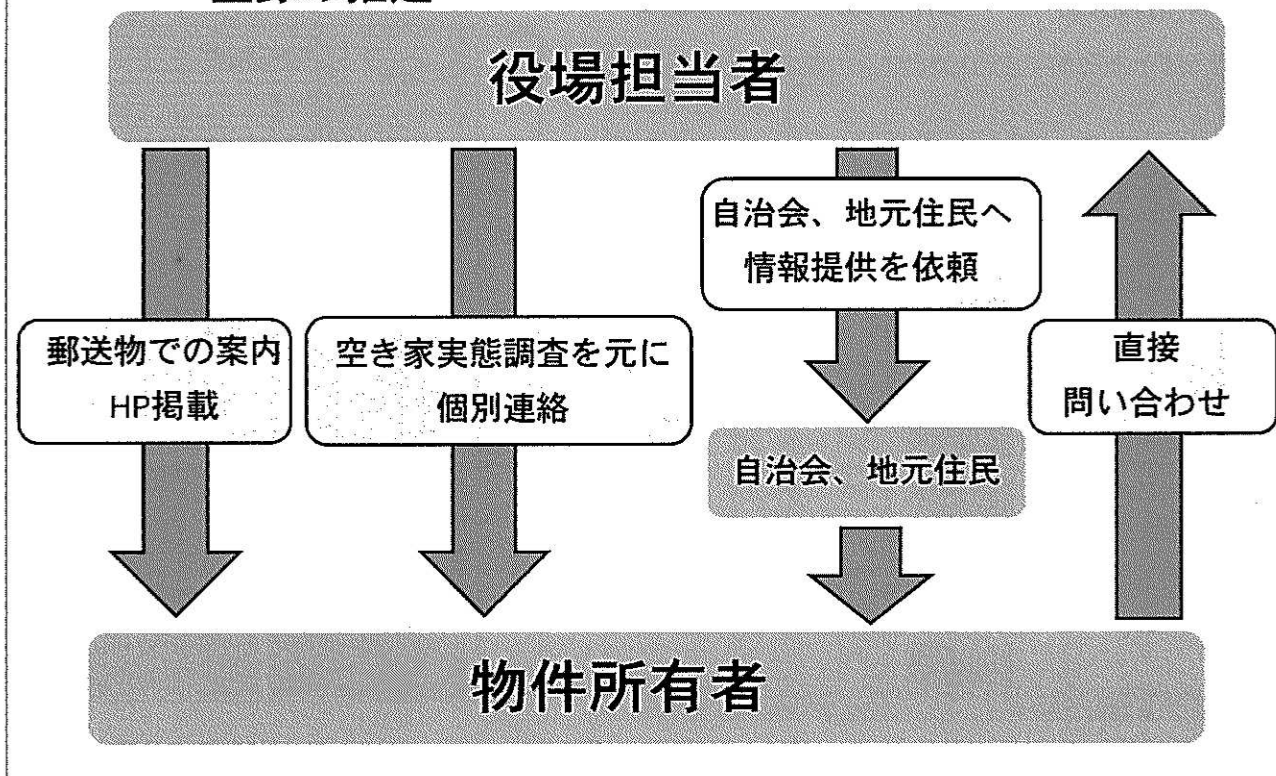 役場担当者
自治会、地元住民へ
情報提供を依頼
郵送物での案内
HP掲載
空き家実態調査を元に
個別連絡
直接
問い合わせ
自治会、地元住民
物件所有者